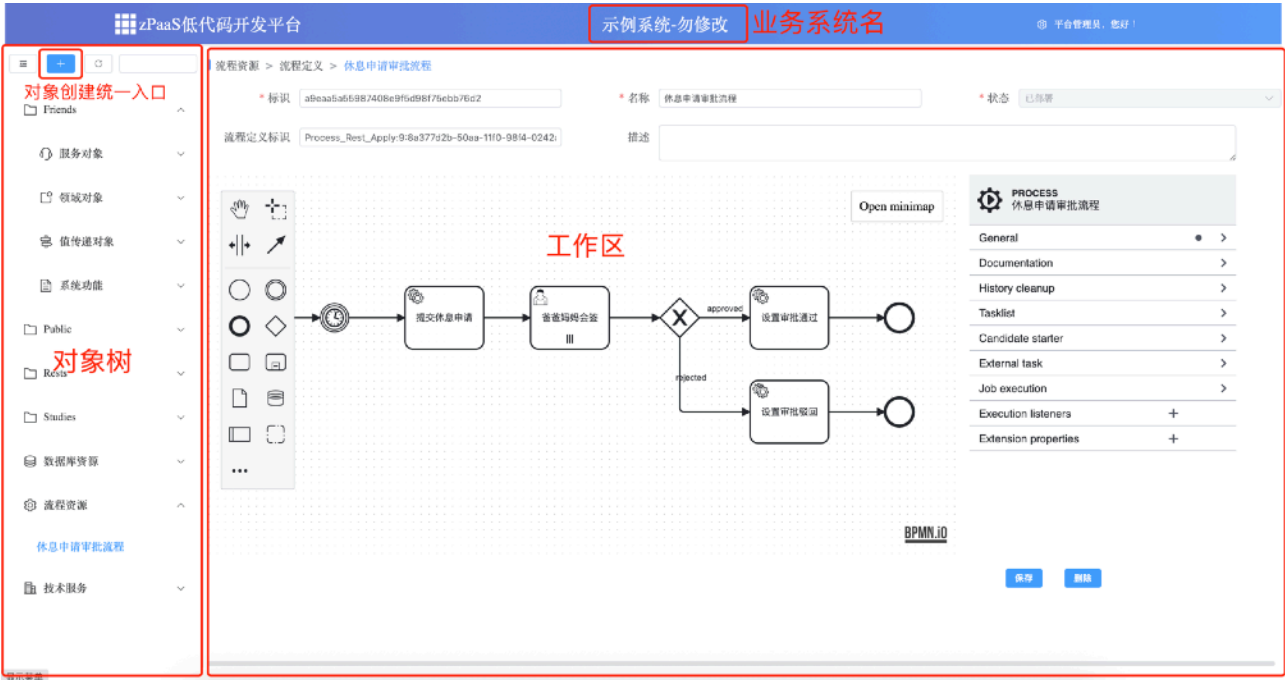 zPaaS低代码开发平台
示例系统-勿修改
业务系统名
平台管理员，您好！
对象创建统一入口
Friends
服务对象
领域对象
值传递对象
系统功能
Public
对象树
Rests
Studies
数据库资源
流程资源
休息申请审批流程
技术服务
流程资源 > 流程定义 > 休息申请审批流程
* 标识
a9eaa5a65987408e9f5d98f75ebb76d2
* 名称
休息申请审批流程
* 状态
已部署
流程定义标识
Process_Rest_Apply:9:8a377d2b-50aa-11f0-98f4-0242
描述
Open minimap
工作区
提交休息申请
爸爸妈妈会签
approved
设置审批通过
rejected
设置审批驳回
BPMN.iO
PROCESS
休息申请审批流程
General
Documentation
History cleanup
Tasklist
Candidate starter
External task
Job execution
Execution listeners
Extension properties
保存
删除